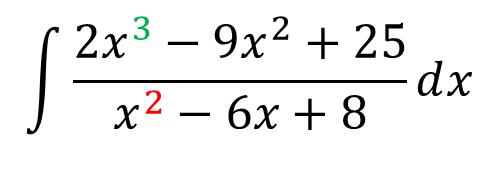 ∫ (2x³ − 9x² + 25)/(x² − 6x + 8) dx